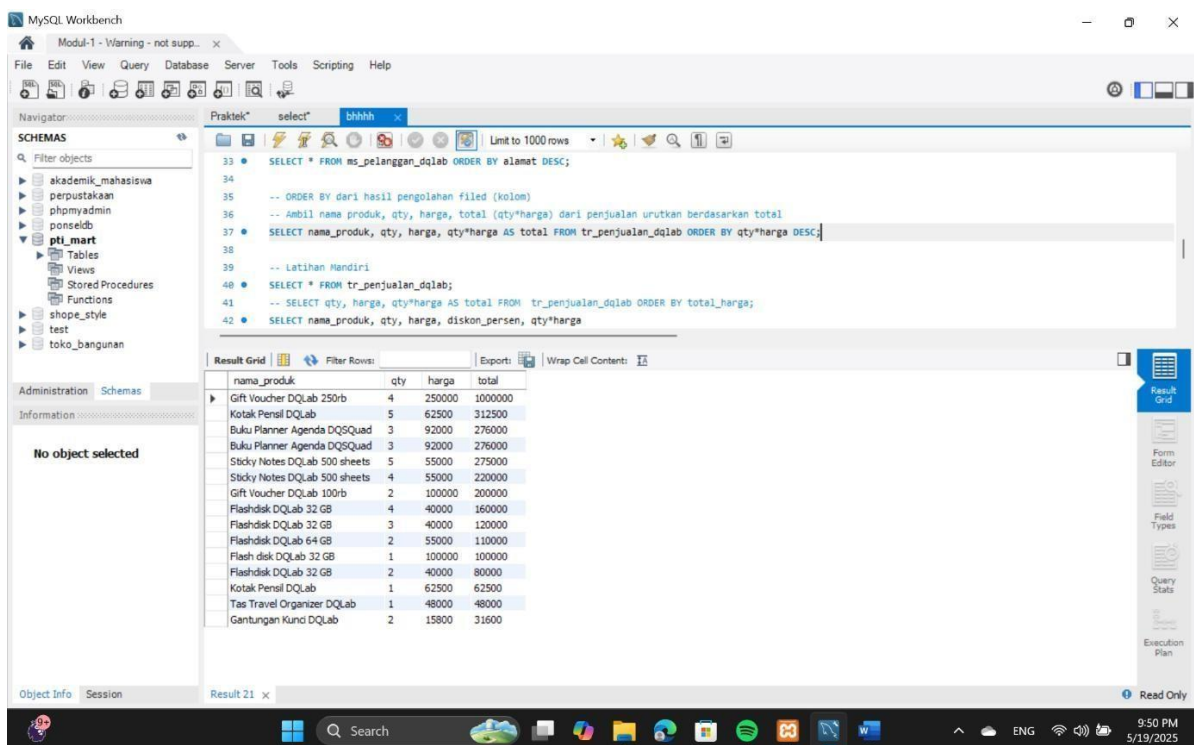 MySQL Workbench
Modul-1 - Warning - not supp...
File Edit View Query Database Server Tools Scripting Help
Navigator
Praktek* select* bhhhh
SCHEMAS
Limit to 1000 rows
Filter objects
akademik_mahasiswa
perpustakaan
phpmyadmin
ponseldb
pti_mart
Tables
Views
Stored Procedures
Functions
shope_style
test
toko_bangunan
33 SELECT * FROM ms_pelanggan_dqlab ORDER BY alamat DESC;
34
35 -- ORDER BY dari hasil pengolahan filed (kolom)
36 -- Ambil nama produk, qty, harga, total (qty*harga) dari penjualan urutkan berdasarkan total
37 SELECT nama_produk, qty, harga, qty*harga AS total FROM tr_penjualan_dqlab ORDER BY qty*harga DESC;
38
39 -- Latihan Mandiri
40 SELECT * FROM tr_penjualan_dqlab;
41 -- SELECT qty, harga, qty*harga AS total FROM tr_penjualan_dqlab ORDER BY total_harga;
42 SELECT nama_produk, qty, harga, diskon_persen, qty*harga
Administration Schemas
Information
No object selected
Result Grid Filter Rows: Export: Wrap Cell Content:
nama_produk qty harga total
Gift Voucher DQLab 250rb 4 250000 1000000
Kotak Pensil DQLab 5 62500 312500
Buku Planner Agenda DQSQuad 3 92000 276000
Buku Planner Agenda DQSQuad 3 92000 276000
Sticky Notes DQLab 500 sheets 5 55000 275000
Sticky Notes DQLab 500 sheets 4 55000 220000
Gift Voucher DQLab 100rb 2 100000 200000
Flashdisk DQLab 32 GB 4 40000 160000
Flashdisk DQLab 32 GB 3 40000 120000
Flashdisk DQLab 64 GB 2 55000 110000
Flash disk DQLab 32 GB 1 100000 100000
Flashdisk DQLab 32 GB 2 40000 80000
Kotak Pensil DQLab 1 62500 62500
Tas Travel Organizer DQLab 1 48000 48000
Gantungan Kunci DQLab 2 15800 31600
Result Grid
Form Editor
Field Types
Query Stats
Execution Plan
Object Info Session
Result 21
Read Only
9+
Search
ENG
9:50 PM
5/19/2025